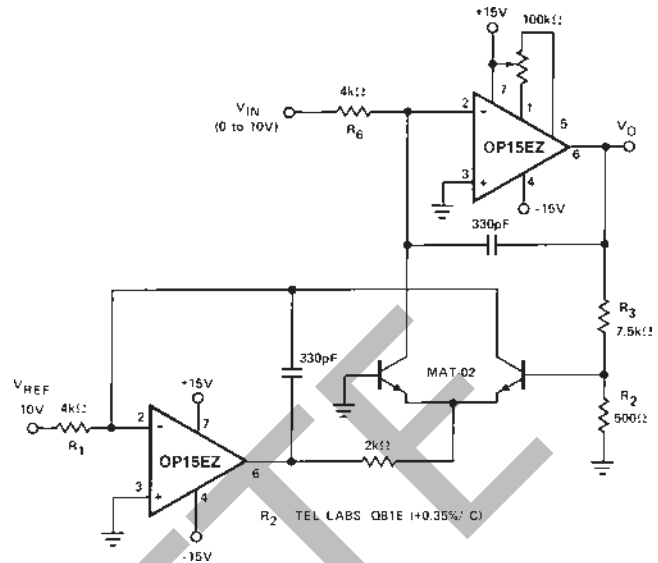 +15V
100kΩ
4kΩ
VIN
(0 to 10V)
R6
2
7
1
5
OP15EZ
6
VO
3
4
-15V
330pF
R3
7.5kΩ
330pF
MAT-02
R2
500Ω
VREF
10V
4kΩ
R1
+15V
2
7
OP15EZ
6
2kΩ
3
4
-15V
R2 TEL LABS Q81E (+0.35%/ C)
TE